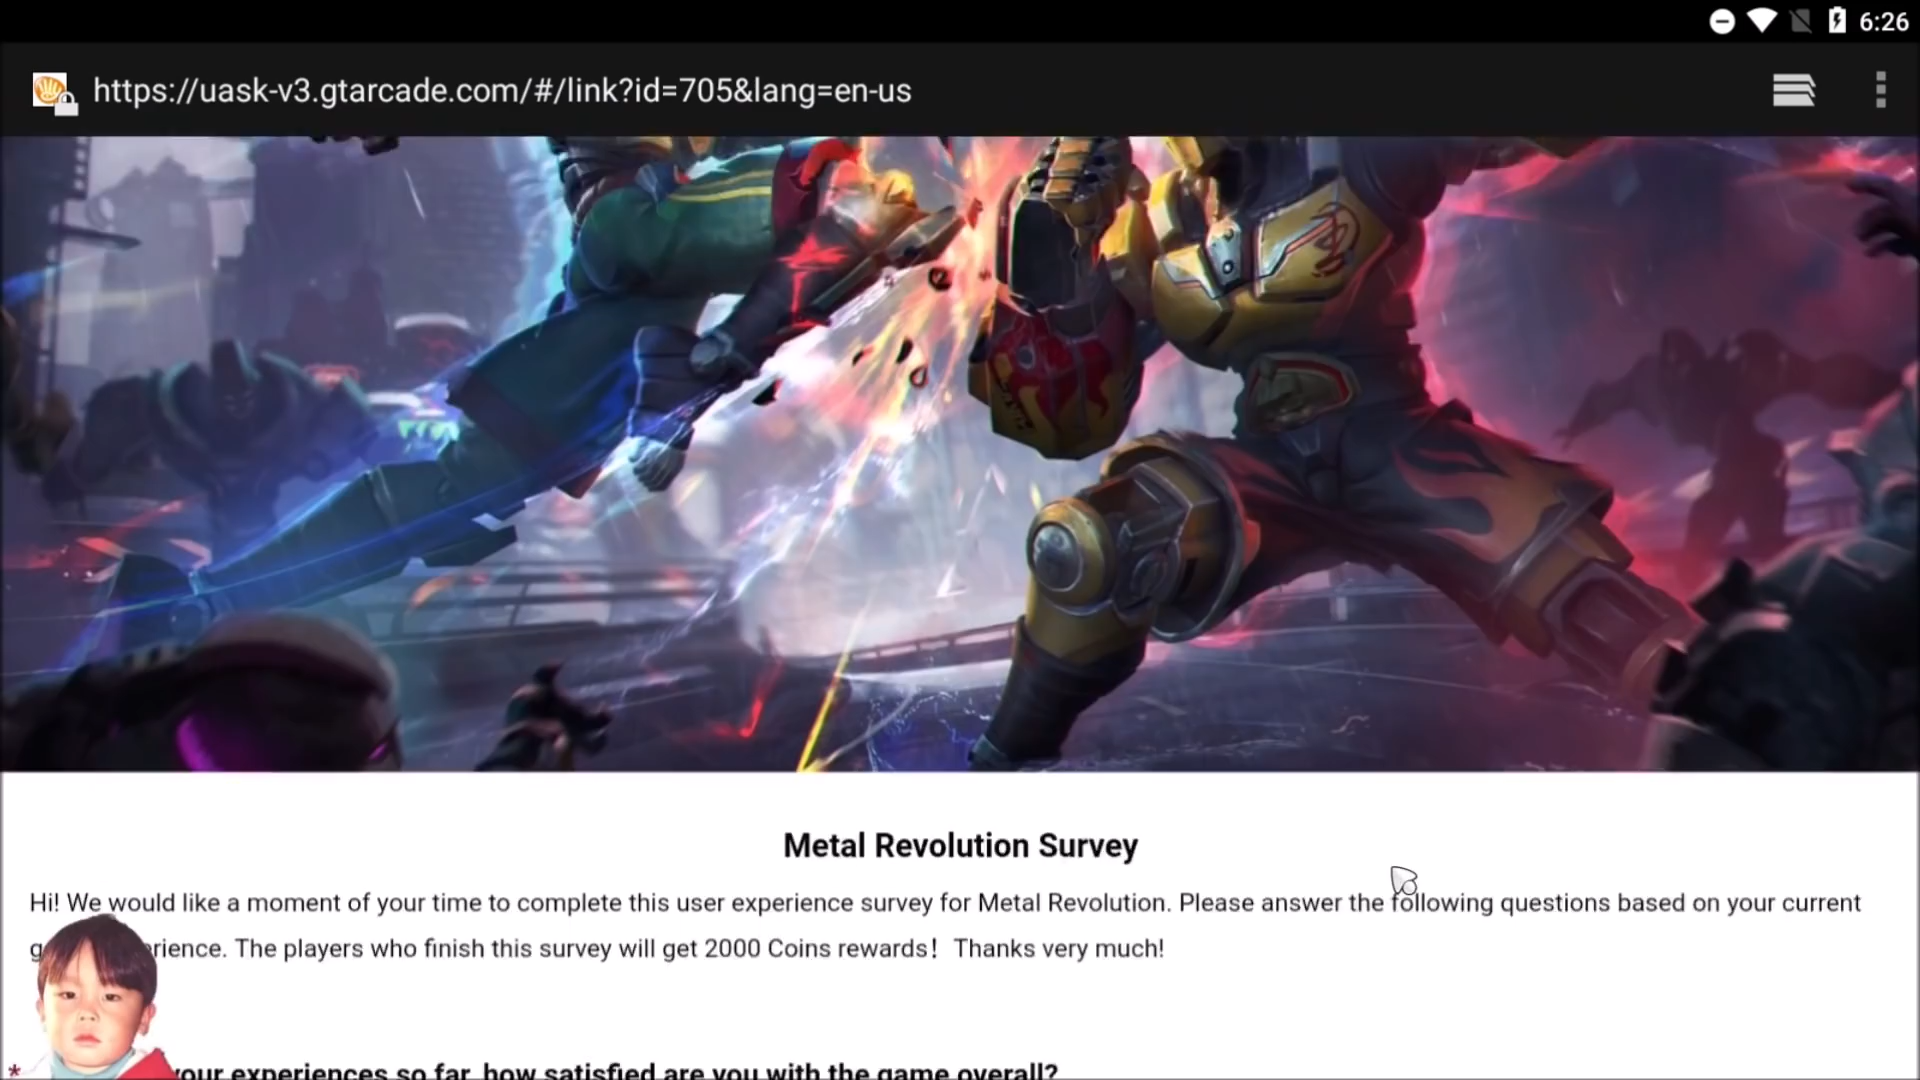 6:26
https://uask-v3.gtarcade.com/#/link?id=705&lang=en-us
Metal Revolution Survey
Hi! We would like a moment of your time to complete this user experience survey for Metal Revolution. Please answer the following questions based on your current
rience. The players who finish this survey will get 2000 Coins rewards！Thanks very much!
* your experiences so far, how satisfied are you with the game overall?